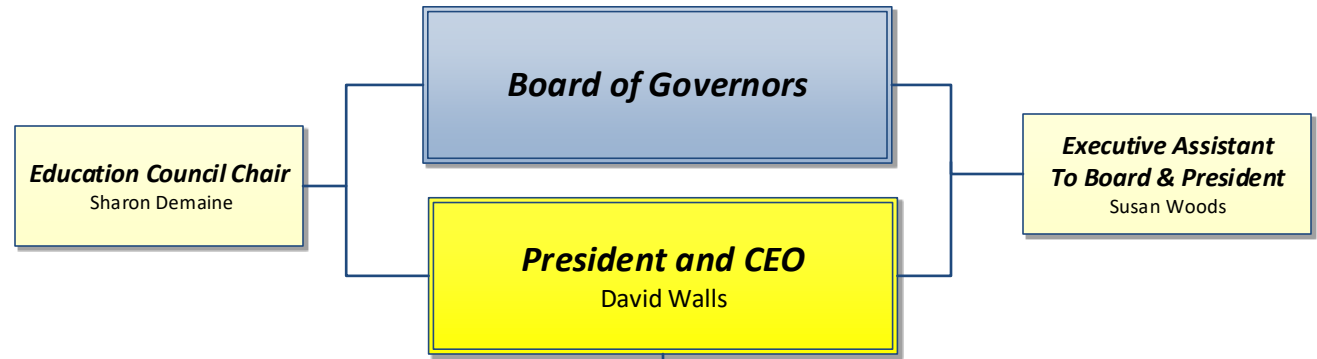 Board of Governors
Education Council Chair
Sharon Demaine
Executive Assistant
To Board & President
Susan Woods
President and CEO
David Walls